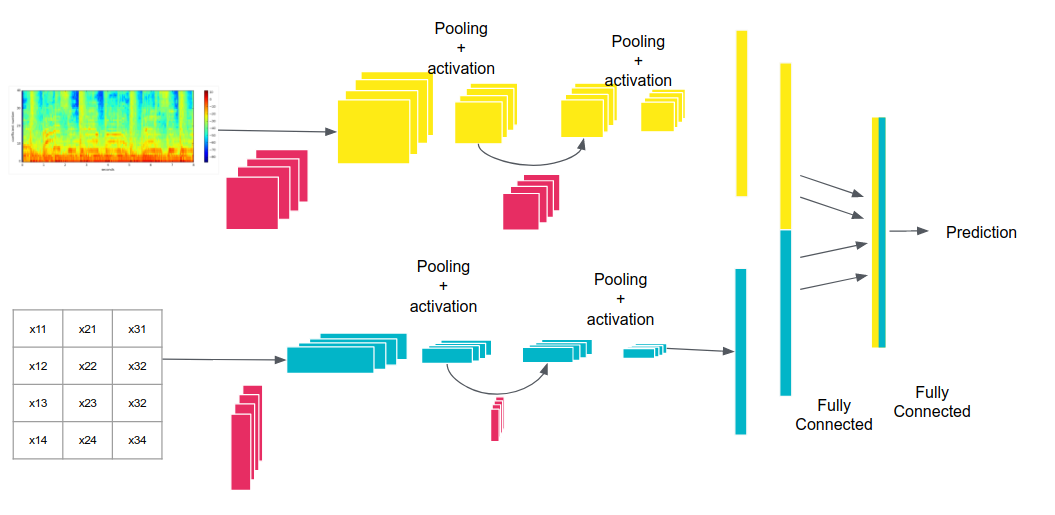 Pooling
+
activation
Pooling
+
activation
seconds
Prediction
Pooling
+
activation
Pooling
+
activation
x11 x21 x31
x12 x22 x32
x13 x23 x32
x14 x24 x34
Fully
Connected
Fully
Connected